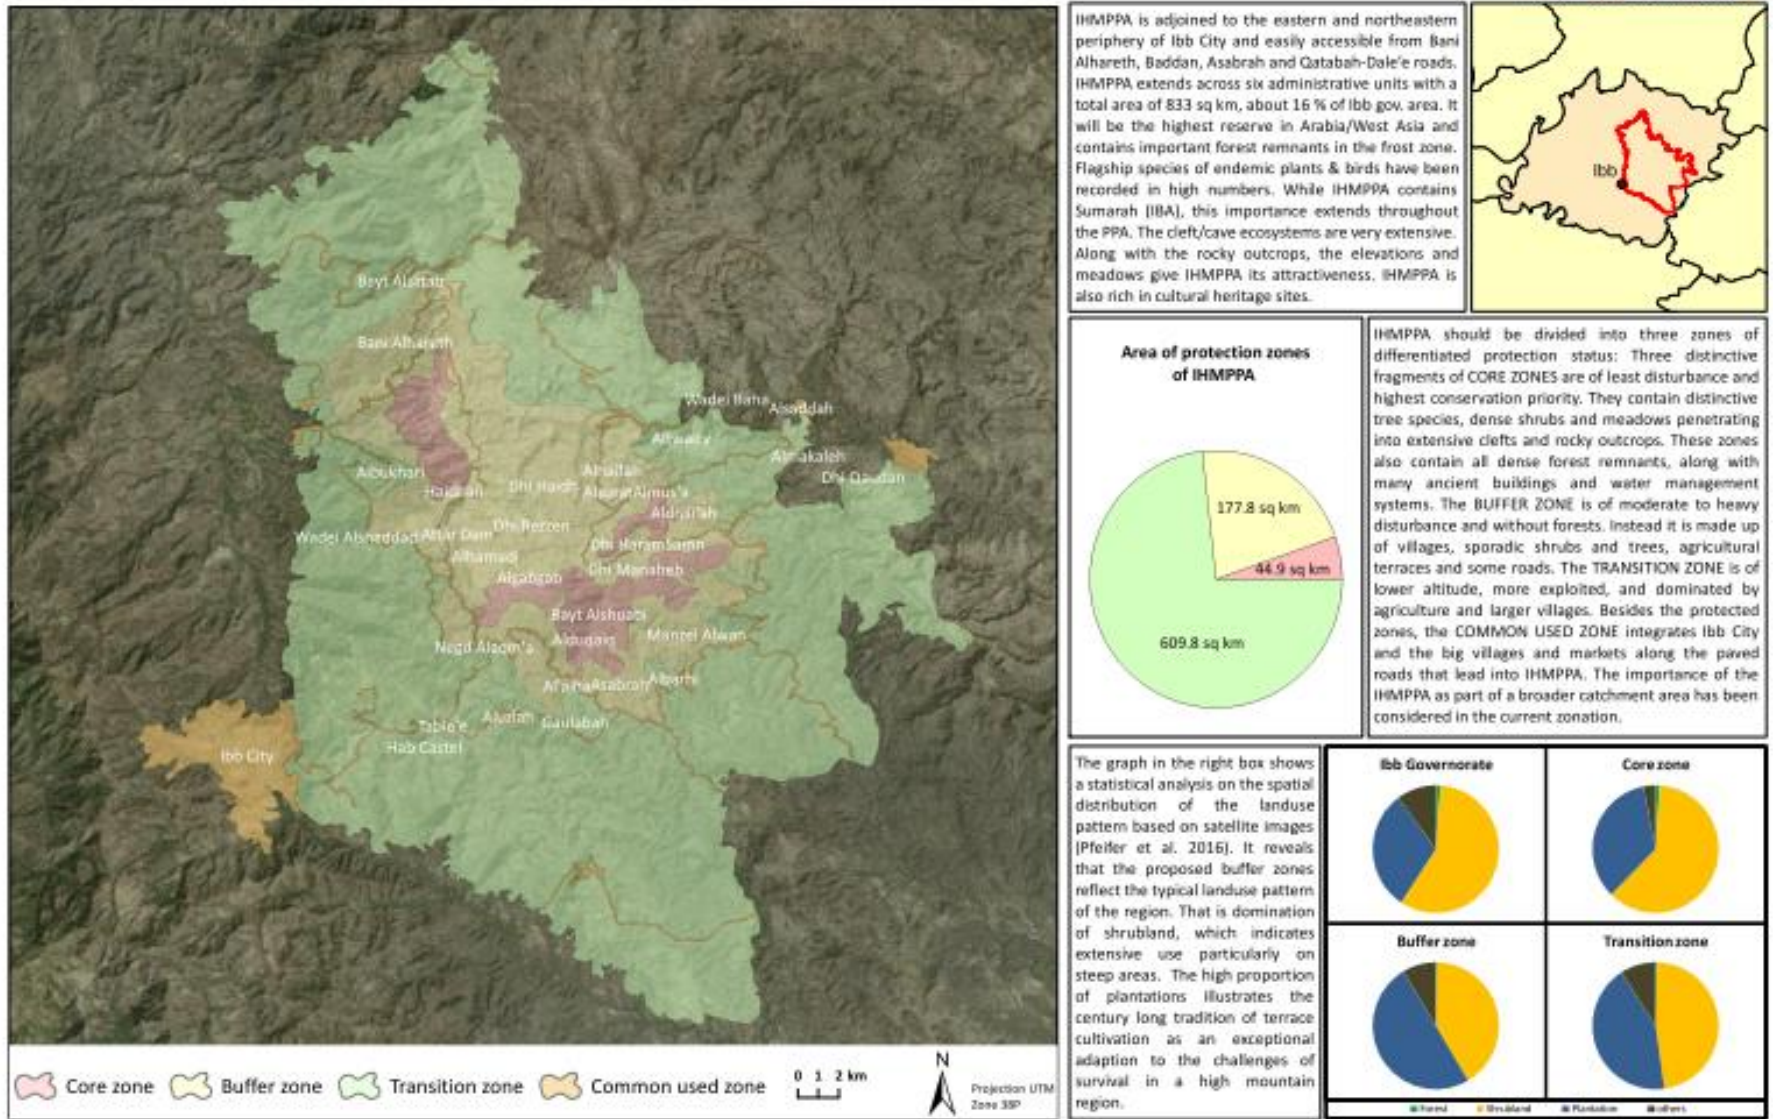 IHMPPA is adjoined to the eastern and northeastern
periphery of Ibb City and easily accessible from Bani
Alhareth, Baddan, Asabrah and Qatabah-Dale'e roads.
IHMPPA extends across six administrative units with a
total area of 833 sq km, about 16 % of Ibb gov. area. It
will be the highest reserve in Arabia/West Asia and
contains important forest remnants in the frost zone.
Flagship species of endemic plants & birds have been
recorded in high numbers. While IHMPPA contains
Sumarah (IBA), this importance extends throughout
the PPA. The cleft/cave ecosystems are very extensive.
Along with the rocky outcrops, the elevations and
meadows give IHMPPA its attractiveness. IHMPPA is
also rich in cultural heritage sites.
Ibb
Area of protection zones
of IHMPPA
177.8 sq km
44.9 sq km
609.8 sq km
IHMPPA should be divided into three zones of
differentiated protection status: Three distinctive
fragments of CORE ZONES are of least disturbance and
highest conservation priority. They contain distinctive
tree species, dense shrubs and meadows penetrating
into extensive clefts and rocky outcrops. These zones
also contain all dense forest remnants, along with
many ancient buildings and water management
systems. The BUFFER ZONE is of moderate to heavy
disturbance and without forests. Instead it is made up
of villages, sporadic shrubs and trees, agricultural
terraces and some roads. The TRANSITION ZONE is of
lower altitude, more exploited, and dominated by
agriculture and larger villages. Besides the protected
zones, the COMMON USED ZONE integrates Ibb City
and the big villages and markets along the paved
roads that lead into IHMPPA. The importance of the
IHMPPA as part of a broader catchment area has been
considered in the current zonation.
The graph in the right box shows
a statistical analysis on the spatial
distribution of the landuse
pattern based on satellite images
(Pfeifer et al. 2016). It reveals
that the proposed buffer zones
reflect the typical landuse pattern
of the region. That is domination
of shrubland, which indicates
extensive use particularly on
steep areas. The high proportion
of plantations illustrates the
century long tradition of terrace
cultivation as an exceptional
adaption to the challenges of
survival in a high mountain
region.
Ibb Governorate
Core zone
Buffer zone
Transition zone
Forest Shrubland Plantation others
Bani Alhareth
Wadei Baha
Alsaddah
Almakaleh
Dhi Haram
Dhi Manaheb
Bayt Alshuabi
Manzel Alwan
Asabrah
Gaulabah
Hab Castel
Ibb City
Core zone
Buffer zone
Transition zone
Common used zone
0 1 2 km
N
Projection UTM
Zone 38P